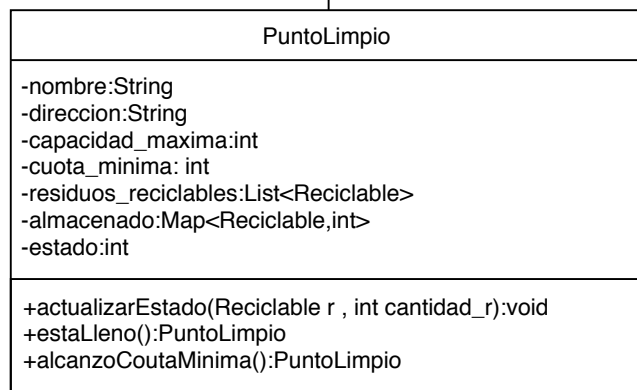 PuntoLimpio
-nombre:String
-direccion:String
-capacidad_maxima:int
-cuota_minima: int
-residuos_reciclables:List<Reciclable>
-almacenado:Map<Reciclable,int>
-estado:int
+actualizarEstado(Reciclable r , int cantidad_r):void
+estaLleno():PuntoLimpio
+alcanzoCoutaMinima():PuntoLimpio